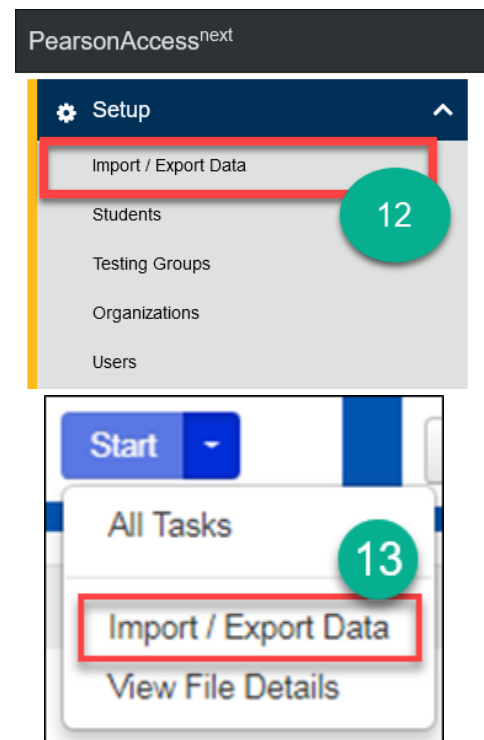 PearsonAccessnext
Setup
Import / Export Data
12
Students
Testing Groups
Organizations
Users
Start
All Tasks
13
Import / Export Data
View File Details